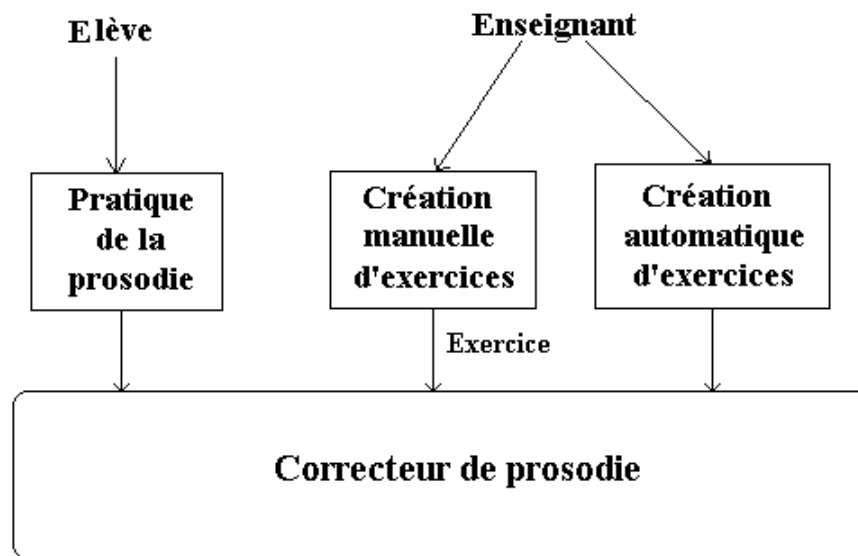 Elève
Enseignant
Pratique
de la
prosodie
Création
manuelle
d'exercices
Création
automatique
d'exercices
Exercice
Correcteur de prosodie